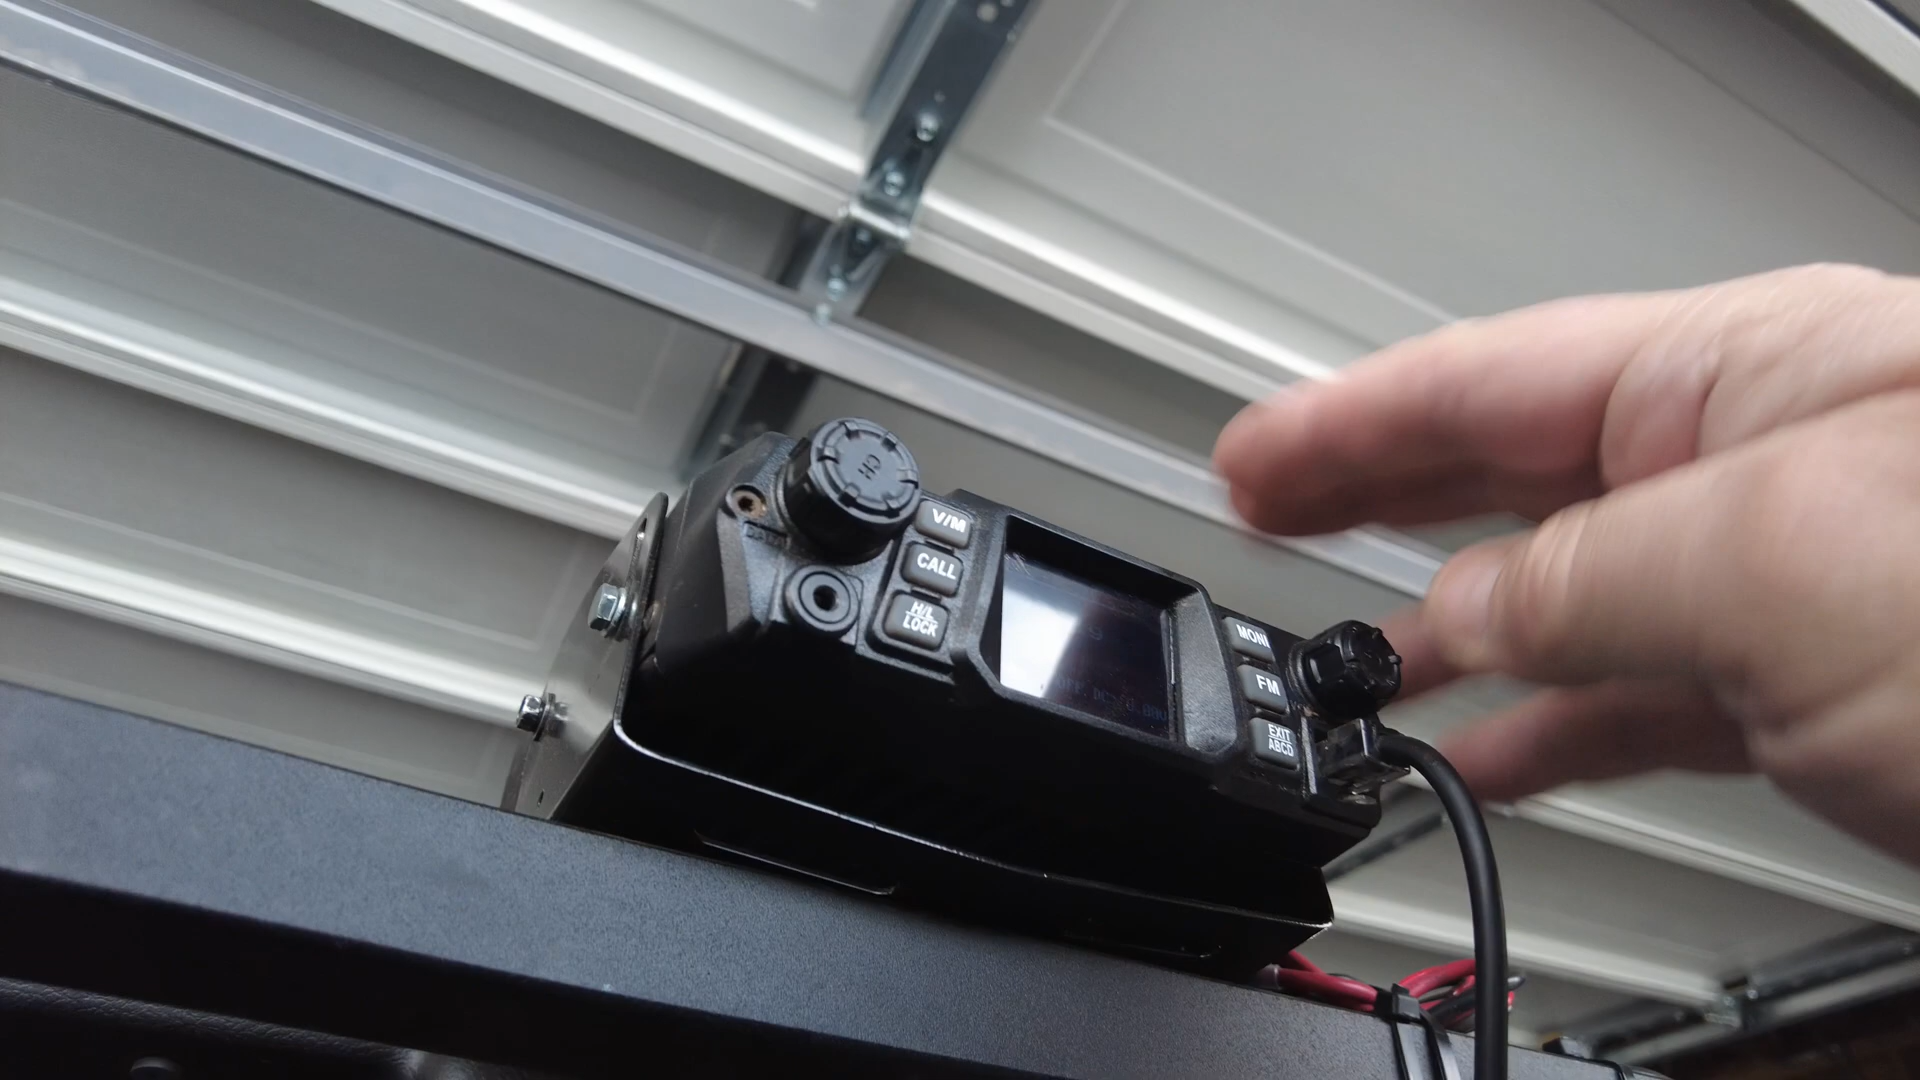 CH
V/M
CALL
H/L
LOCK
MONI
FM
EXIT
ABCD